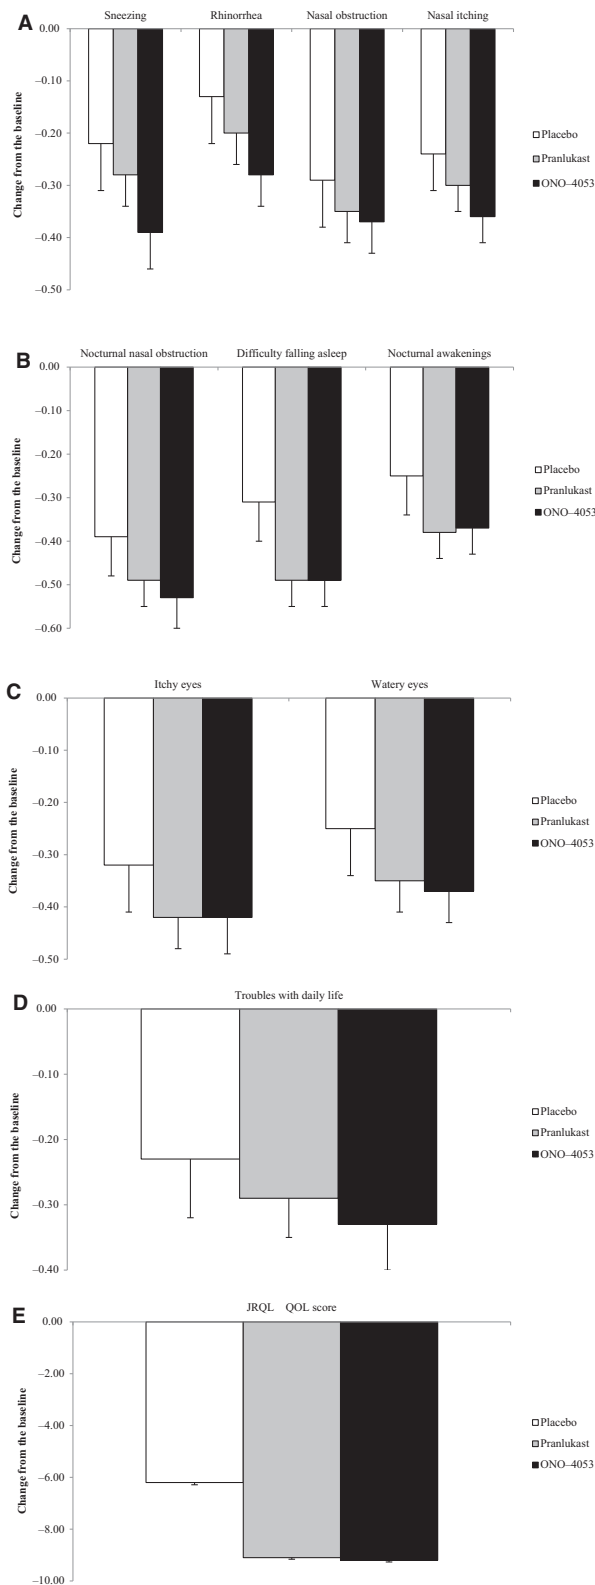 A
Sneezing Rhinorrhea Nasal obstruction Nasal itching
0.00
–0.10
–0.20
–0.30
–0.40
–0.50
Change from the baseline
Placebo
Pranlukast
ONO–4053
B
Nocturnal nasal obstruction Difficulty falling asleep Nocturnal awakenings
0.00
–0.10
–0.20
–0.30
–0.40
–0.50
–0.60
Change from the baseline
Placebo
Pranlukast
ONO–4053
C
Itchy eyes Watery eyes
0.00
–0.10
–0.20
–0.30
–0.40
–0.50
Change from the baseline
Placebo
Pranlukast
ONO–4053
D
Troubles with daily life
0.00
–0.10
–0.20
–0.30
–0.40
Change from the baseline
Placebo
Pranlukast
ONO–4053
E
JRQL QOL score
0.00
–2.00
–4.00
–6.00
–8.00
–10.00
Change from the baseline
Placebo
Pranlukast
ONO–4053